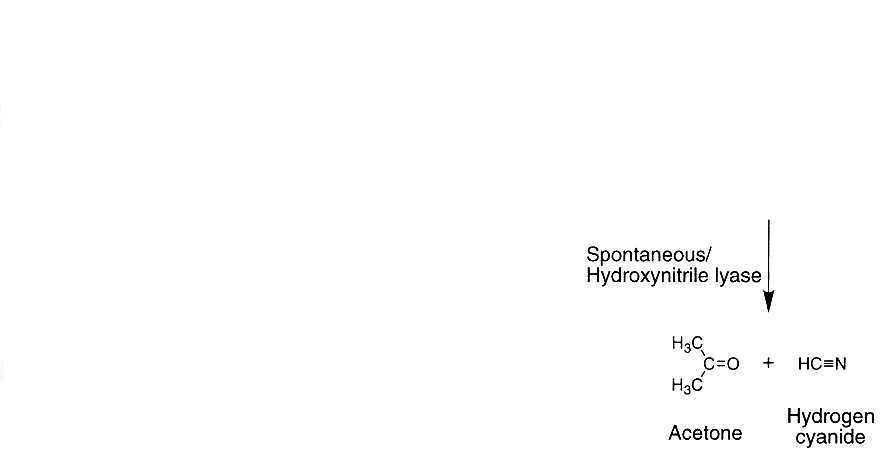 Spontaneous/
Hydroxynitrile lyase
H₃C
C=O + HC≡N
H₃C
Acetone
Hydrogen
cyanide